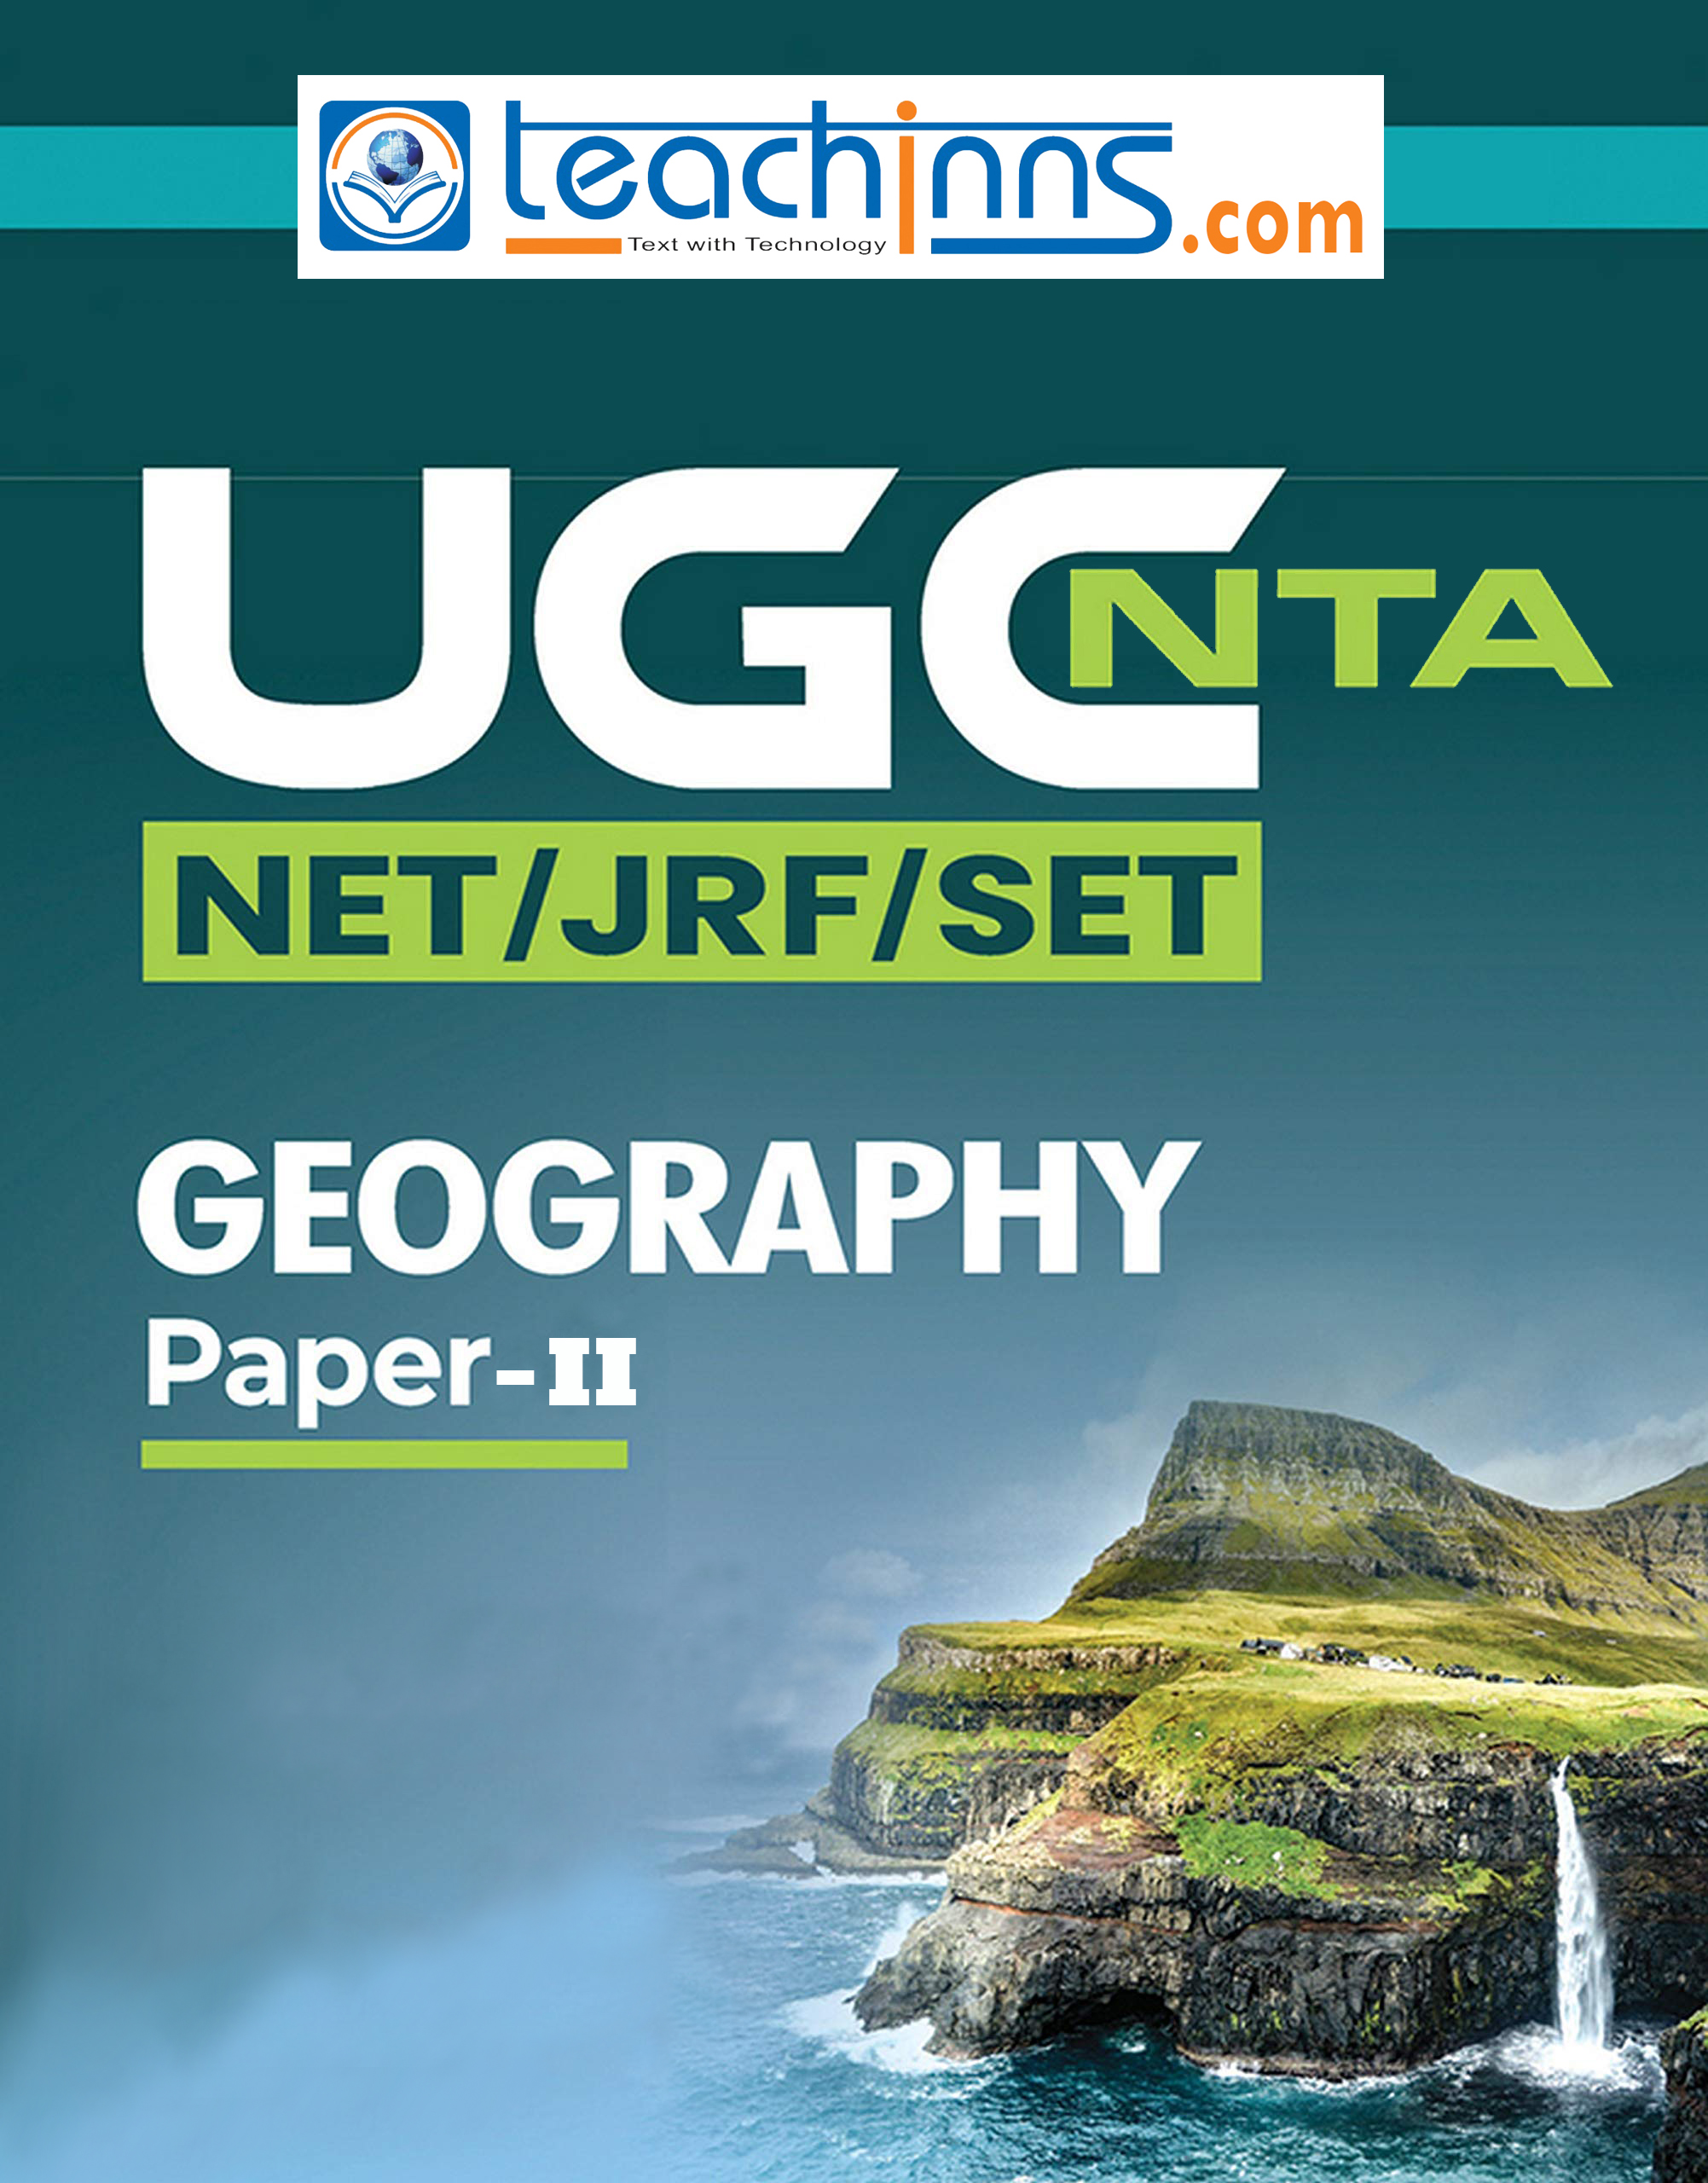 teachinns.com
Text with Technology
UGC NTA
NET/JRF/SET
GEOGRAPHY
Paper-II